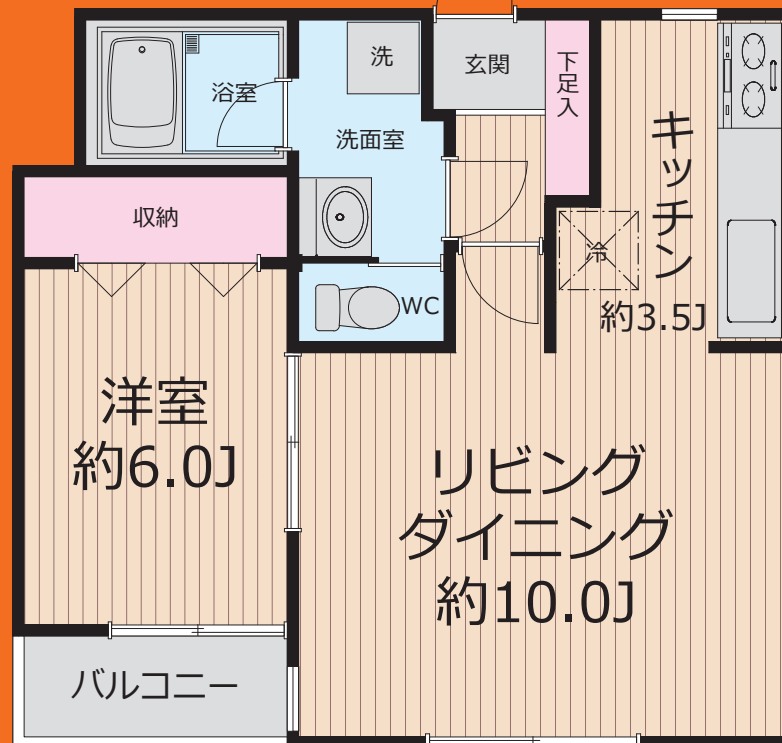 浴室
洗
玄関
下足入
洗面室
キッチン
約3.5J
冷
収納
WC
洋室
約6.0J
リビング
ダイニング
約10.0J
バルコニー